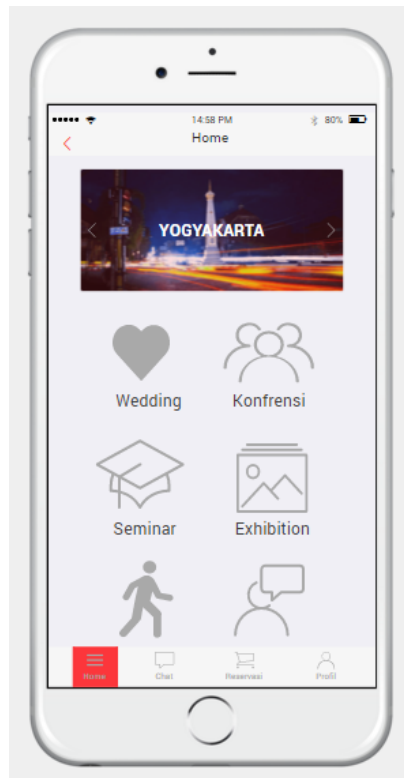 14:58 PM 80%
Home
YOGYAKARTA
Wedding Konfrensi
Seminar Exhibition
Home Chat Reservasi Profil